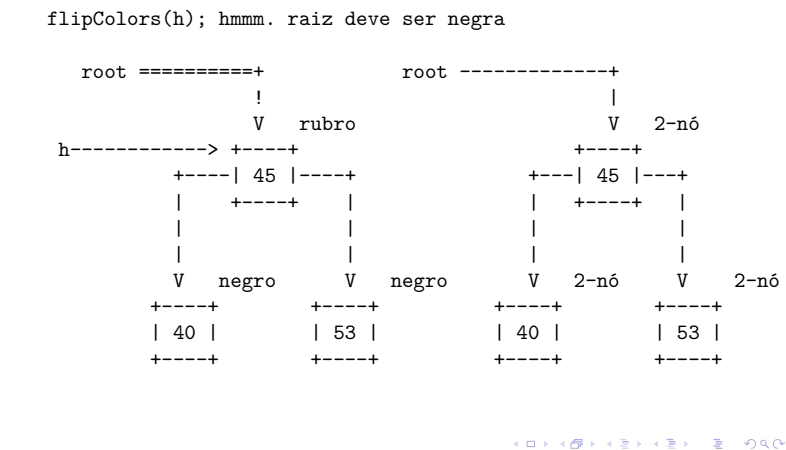 flipColors(h); hmmm. raiz deve ser negra
root ==========+ root -------------+
! |
V rubro V 2-nó
h------------> +----+ +----+
+----| 45 |----+ +---| 45 |---+
| +----+ | | +----+ |
| | | |
| | | |
V negro V negro V 2-nó V 2-nó
+----+ +----+ +----+ +----+
| 40 | | 53 | | 40 | | 53 |
+----+ +----+ +----+ +----+